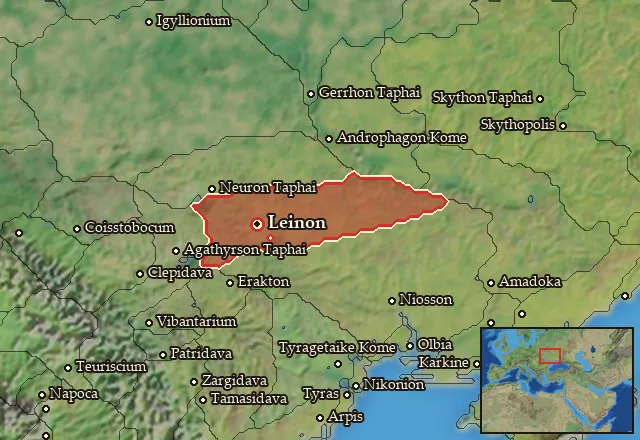 Igyllionium
Gerrhon Taphai
Skython Taphai
Skythopolis
Androphagon Kome
Neuron Taphai
Leinon
Coisstobocum
Agathyrson Taphai
Clepidava
Erakton
Amadoka
Niosson
Vibantarium
Olbia
Tyragetaike Kome
Patridava
Karkine
Teuriscium
Zargidava
Nikonion
Napoca
Tyras
Tamasidava
Arpis